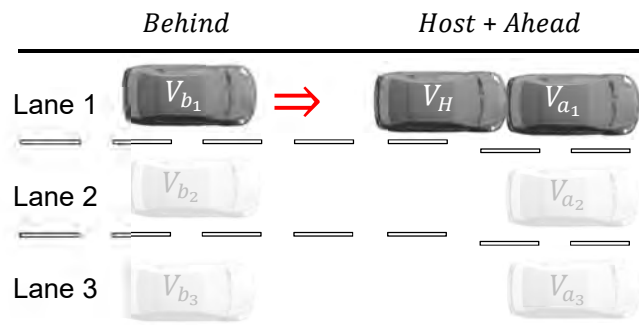 Behind Host + Ahead
Lane 1 V_{b_1} ⇒ V_H V_{a_1}
Lane 2 V_{b_2} V_{a_2}
Lane 3 V_{b_3} V_{a_3}